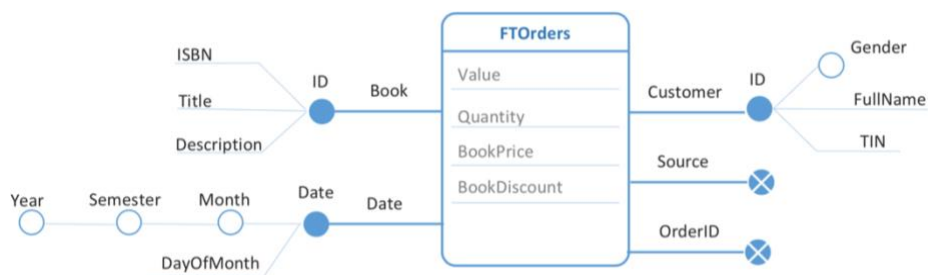 FTOrders
Value
Quantity
BookPrice
BookDiscount
ISBN
Title
Description
ID
Book
Year
Semester
Month
Date
Date
DayOfMonth
Customer
ID
Gender
FullName
TIN
Source
OrderID